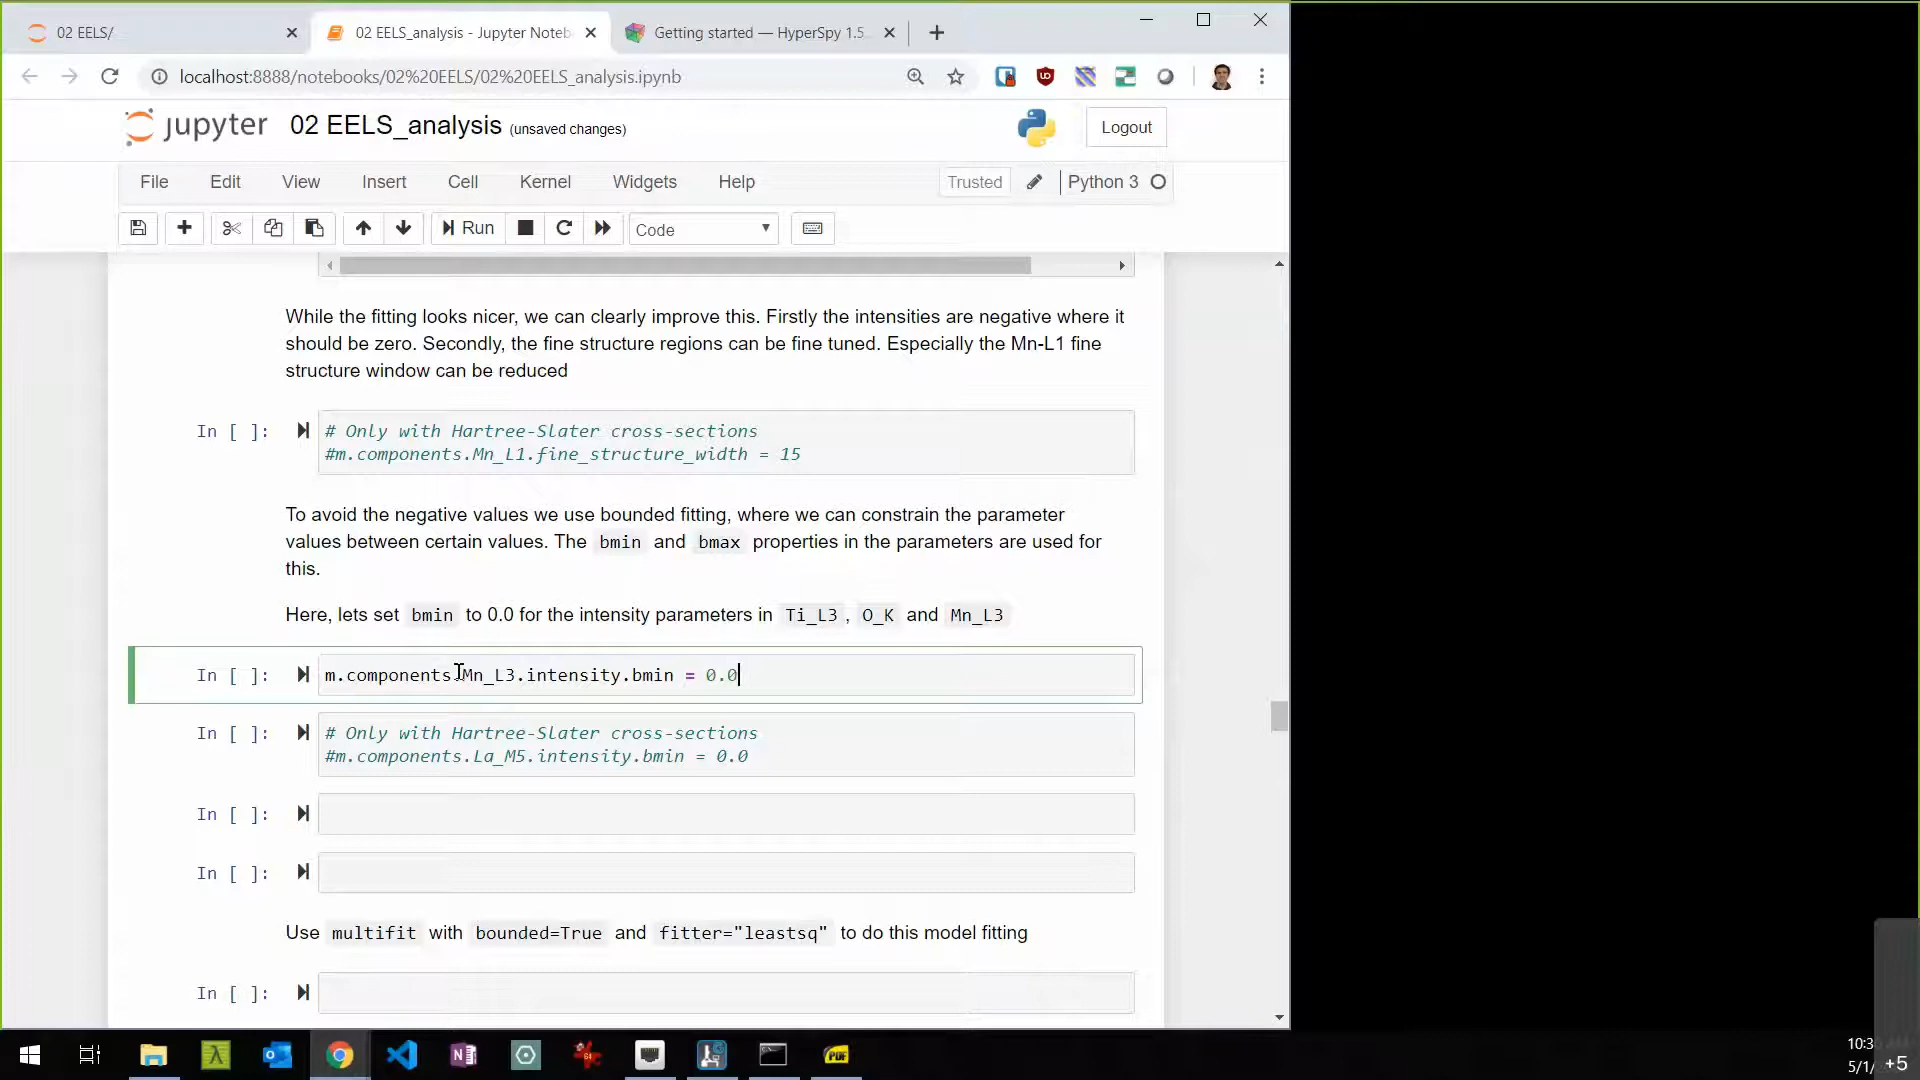 02 EELS/
02 EELS_analysis - Jupyter Noteb
Getting started — HyperSpy 1.5
localhost:8888/notebooks/02%20EELS/02%20EELS_analysis.ipynb
jupyter 02 EELS_analysis (unsaved changes)
Logout
File Edit View Insert Cell Kernel Widgets Help
Trusted
Python 3
Run
Code
While the fitting looks nicer, we can clearly improve this. Firstly the intensities are negative where it
should be zero. Secondly, the fine structure regions can be fine tuned. Especially the Mn-L1 fine
structure window can be reduced
In [ ]: # Only with Hartree-Slater cross-sections
#m.components.Mn_L1.fine_structure_width = 15
To avoid the negative values we use bounded fitting, where we can constrain the parameter
values between certain values. The bmin and bmax properties in the parameters are used for
this.
Here, lets set bmin to 0.0 for the intensity parameters in Ti_L3 , O_K and Mn_L3
In [ ]: m.components.Mn_L3.intensity.bmin = 0.0
In [ ]: # Only with Hartree-Slater cross-sections
#m.components.La_M5.intensity.bmin = 0.0
In [ ]:
In [ ]:
Use multifit with bounded=True and fitter="leastsq" to do this model fitting
In [ ]:
PDF
10:3
5/1/
+5